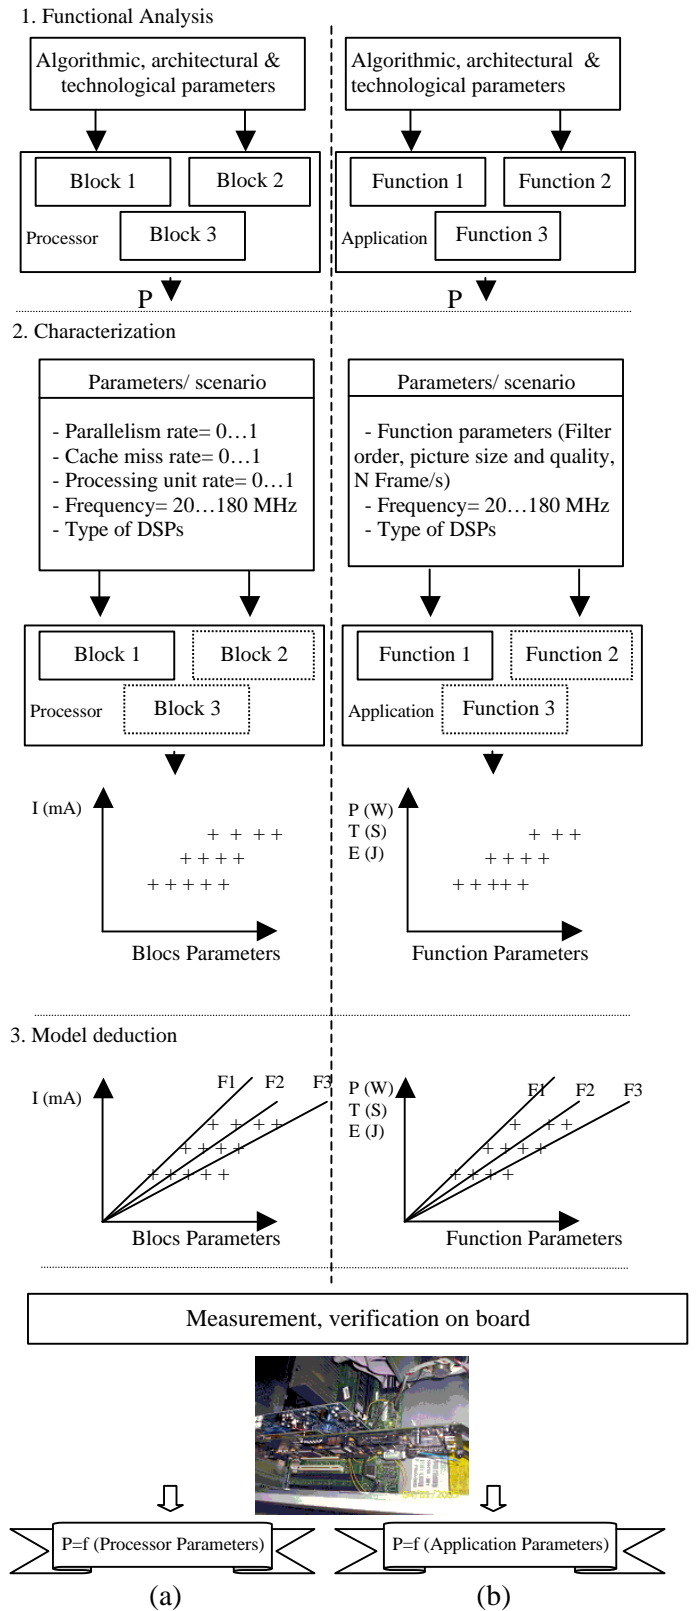 1. Functional Analysis
Algorithmic, architectural &
technological parameters
Block 1
Block 2
Block 3
Processor
P
Algorithmic, architectural &
technological parameters
Function 1
Function 2
Function 3
Application
P
2. Characterization
Parameters/ scenario
- Parallelism rate= 0…1
- Cache miss rate= 0…1
- Processing unit rate= 0…1
- Frequency= 20…180 MHz
- Type of DSPs
Block 1
Block 2
Block 3
Processor
I (mA)
Blocs Parameters
Parameters/ scenario
- Function parameters (Filter
order, picture size and quality,
N Frame/s)
- Frequency= 20…180 MHz
- Type of DSPs
Function 1
Function 2
Function 3
Application
P (W)
T (S)
E (J)
Function Parameters
3. Model deduction
I (mA)
F1
F2
F3
Blocs Parameters
P (W)
T (S)
E (J)
F1
F2
F3
Function Parameters
Measurement, verification on board
P=f (Processor Parameters)
P=f (Application Parameters)
(a)
(b)